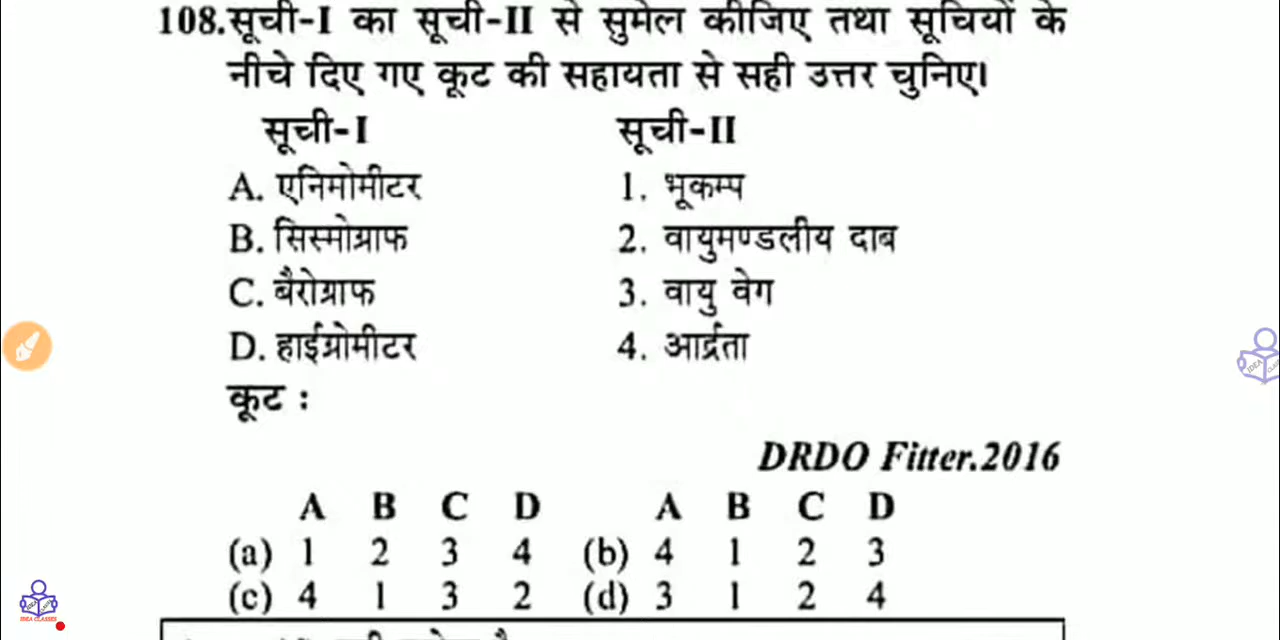 108.सूची-I का सूची-II से सुमेल कीजिए तथा सूचियों के
नीचे दिए गए कूट की सहायता से सही उत्तर चुनिए।
सूची-I सूची-II
A. एनिमोमीटर 1. भूकम्प
B. सिस्मोग्राफ 2. वायुमण्डलीय दाब
C. बैरोग्राफ 3. वायु वेग
D. हाईग्रोमीटर 4. आर्द्रता
कूट :
DRDO Fitter.2016
A B C D A B C D
(a) 1 2 3 4 (b) 4 1 2 3
(c) 4 1 3 2 (d) 3 1 2 4
IDEA CLASSES